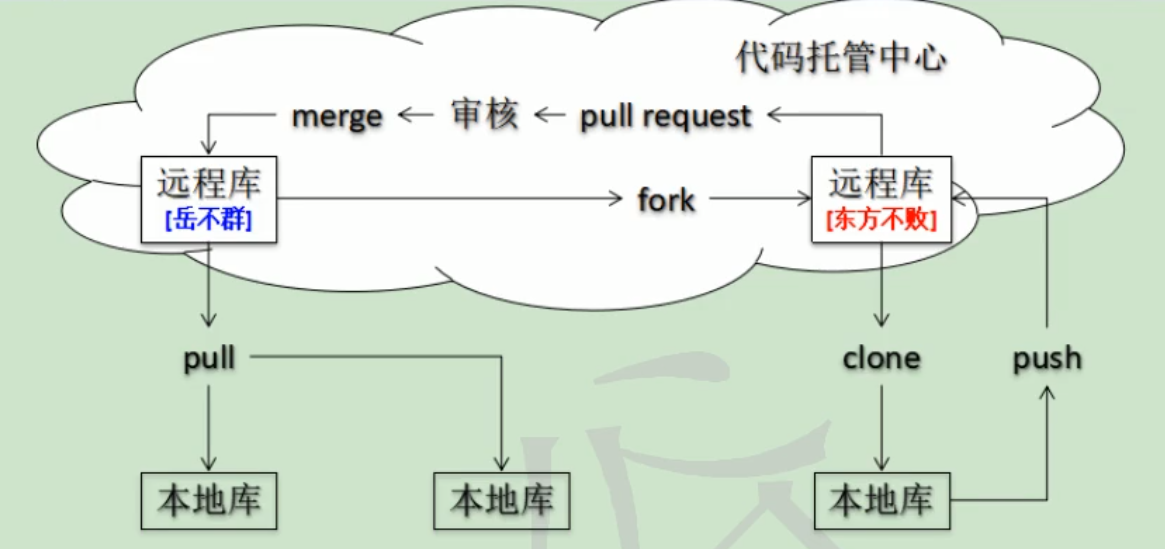 代码托管中心
merge
审核
pull request
远程库
[岳不群]
fork
远程库
[东方不败]
pull
clone
push
本地库
本地库
本地库